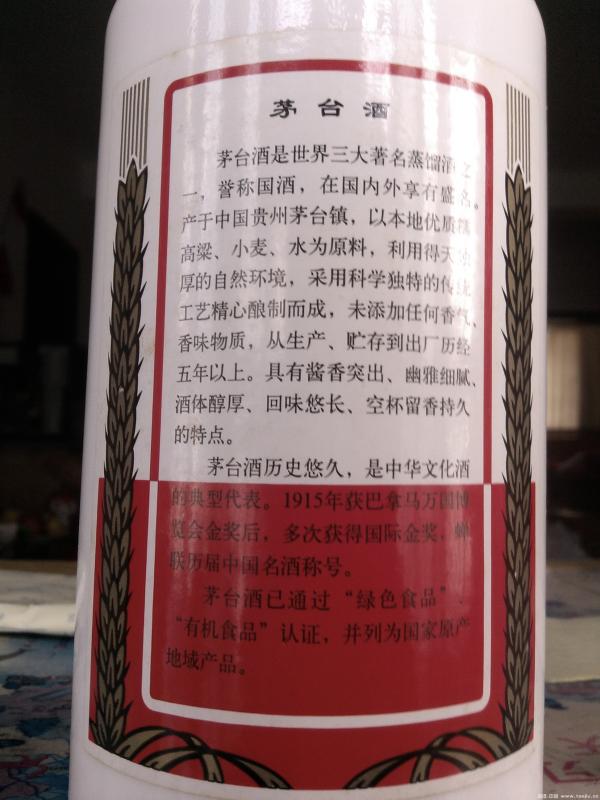 茅台酒
茅台酒是世界三大著名蒸馏酒之
一，誉称国酒，在国内外享有盛名。
产于中国贵州茅台镇，以本地优质糯
高粱、小麦、水为原料，利用得天独
厚的自然环境，采用科学独特的传统
工艺精心酿制而成，未添加任何香气、
香味物质，从生产、贮存到出厂历经
五年以上。具有酱香突出、幽雅细腻、
酒体醇厚、回味悠长、空杯留香持久
的特点。
茅台酒历史悠久，是中华文化酒
的典型代表。1915年获巴拿马万国博
览会金奖后，多次获得国际金奖，蝉
联历届中国名酒称号。
茅台酒已通过“绿色食品”、
“有机食品”认证，并列为国家原产
地域产品。